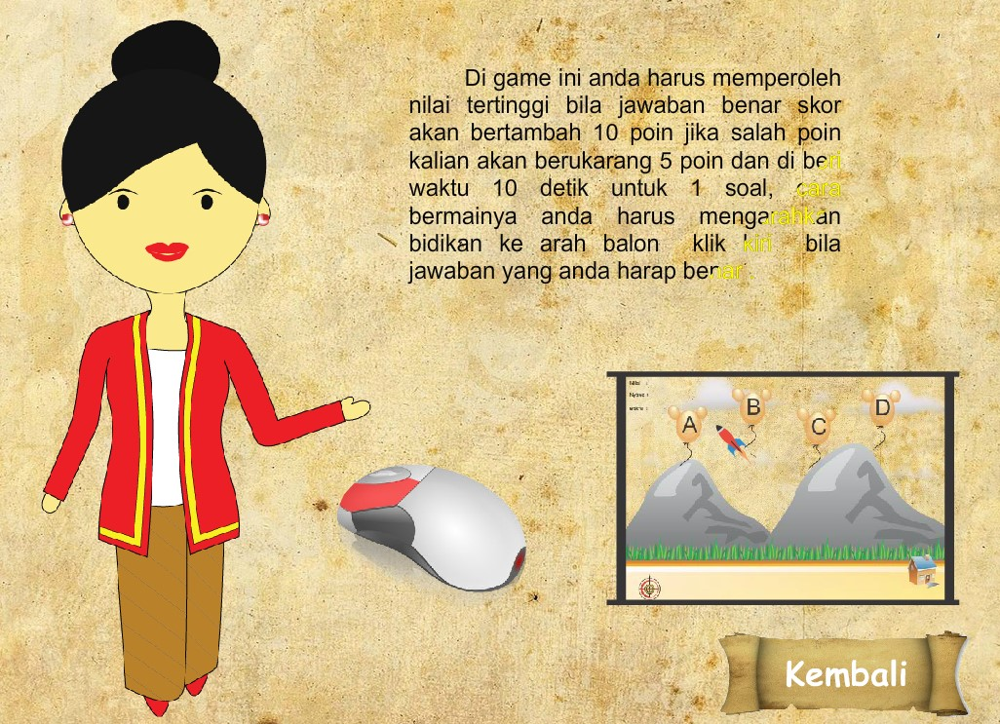 Di game ini anda harus memperoleh
nilai tertinggi bila jawaban benar skor
akan bertambah 10 poin jika salah poin
kalian akan berukarang 5 poin dan di beri
waktu 10 detik untuk 1 soal, cara
bermainya anda harus mengarahkan
bidikan ke arah balon klik kiri bila
jawaban yang anda harap benar
Nilai :
A
B
C
D
Kembali